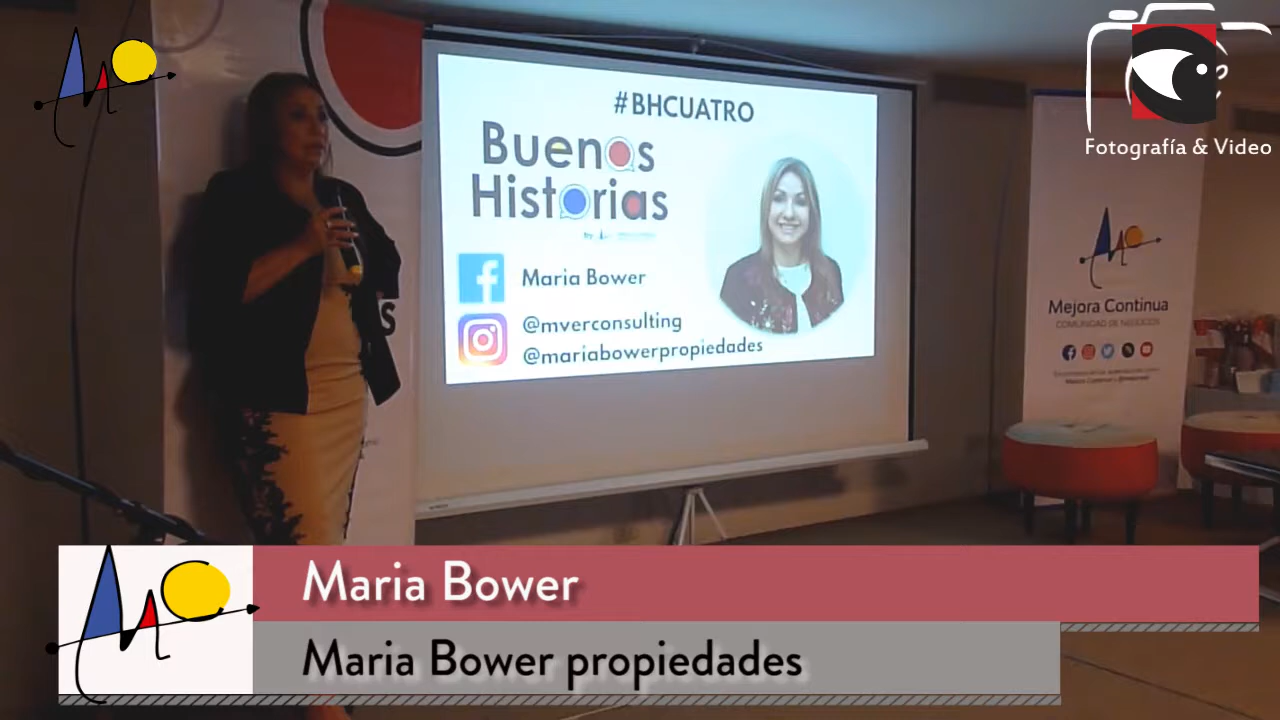 Fotografía & Video
#BHCUATRO
Buenas
Historias
by
Maria Bower
@mverconsulting
@mariabowerpropiedades
Mejora Continua
COMUNIDAD DE NEGOCIOS
Maria Bower
Maria Bower propiedades